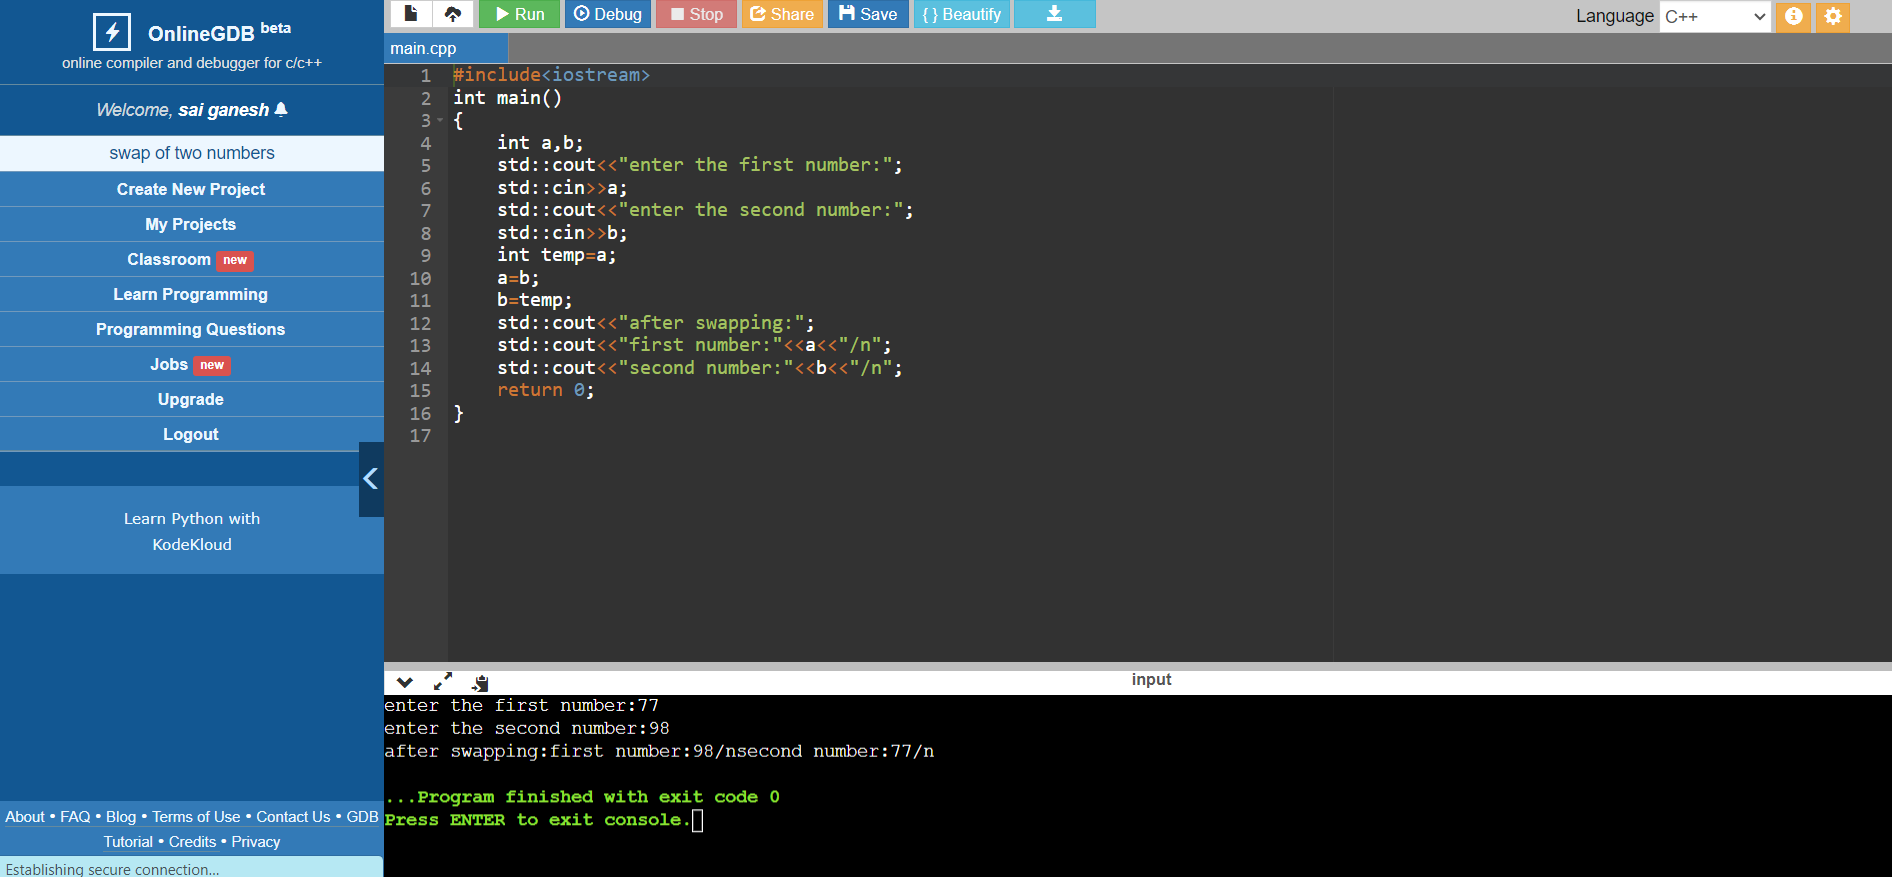 OnlineGDB beta
online compiler and debugger for c/c++
Welcome, sai ganesh
swap of two numbers
Create New Project
My Projects
Classroom new
Learn Programming
Programming Questions
Jobs new
Upgrade
Logout
Learn Python with
KodeKloud
About • FAQ • Blog • Terms of Use • Contact Us • GDB
Tutorial • Credits • Privacy
Establishing secure connection...
Run Debug Stop Share Save { } Beautify
Language C++
main.cpp
1 #include<iostream>
2 int main()
3 {
4     int a,b;
5     std::cout<<"enter the first number:";
6     std::cin>>a;
7     std::cout<<"enter the second number:";
8     std::cin>>b;
9     int temp=a;
10     a=b;
11     b=temp;
12     std::cout<<"after swapping:";
13     std::cout<<"first number:"<<a<<"/n";
14     std::cout<<"second number:"<<b<<"/n";
15     return 0;
16 }
17
input
enter the first number:77
enter the second number:98
after swapping:first number:98/nsecond number:77/n
...Program finished with exit code 0
Press ENTER to exit console.